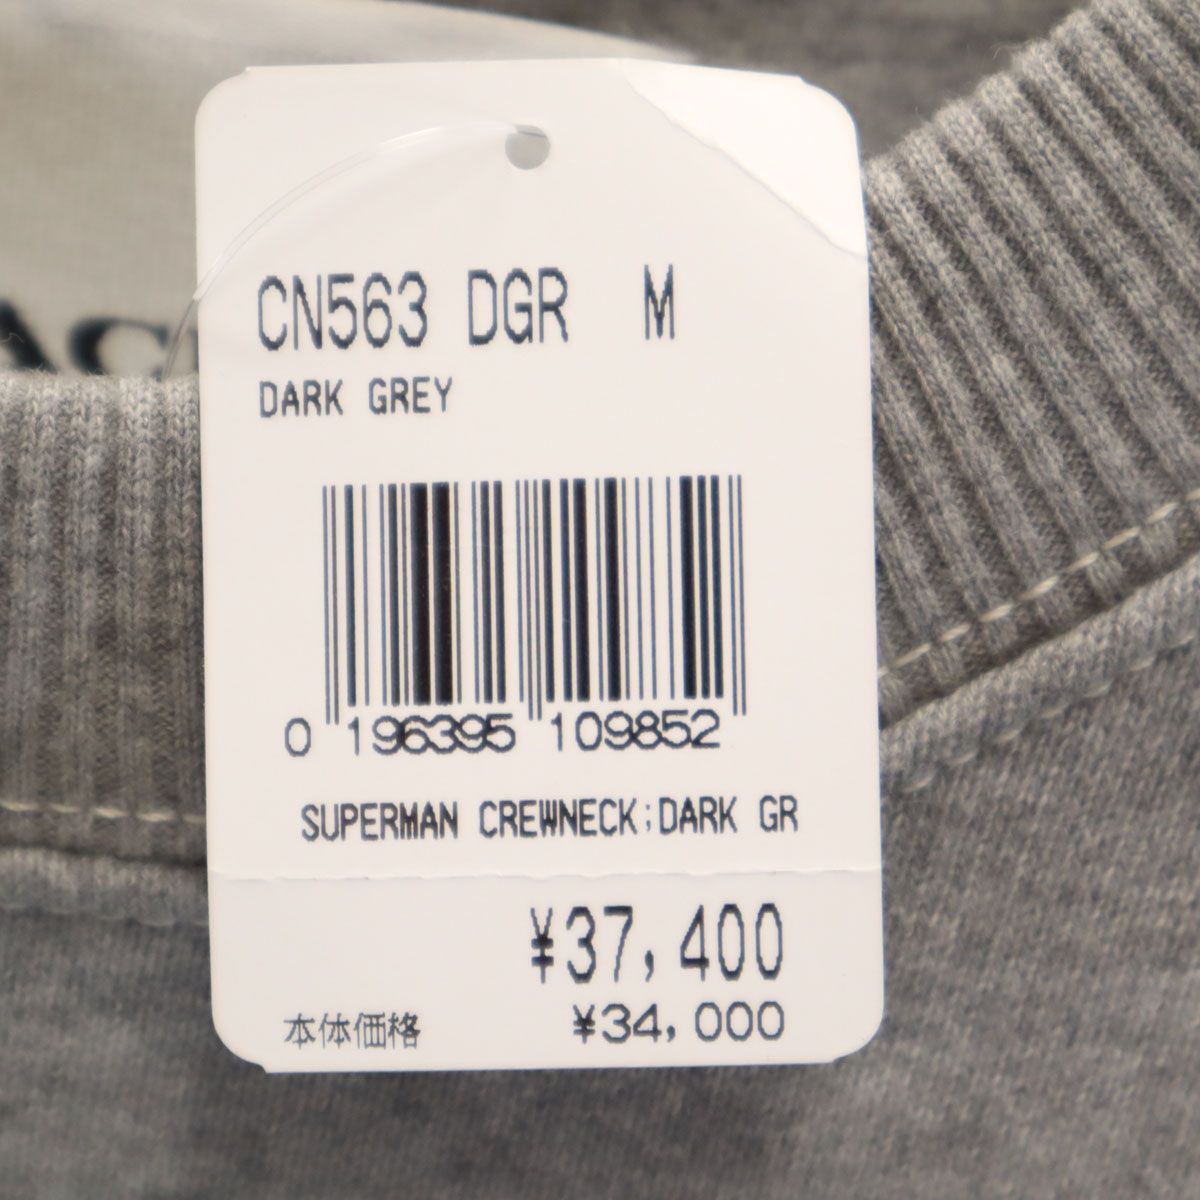 CN563 DGR M
DARK GREY
0 196395 109852
SUPERMAN CREWNECK;DARK GR
¥37,400
本体価格 ¥34,000